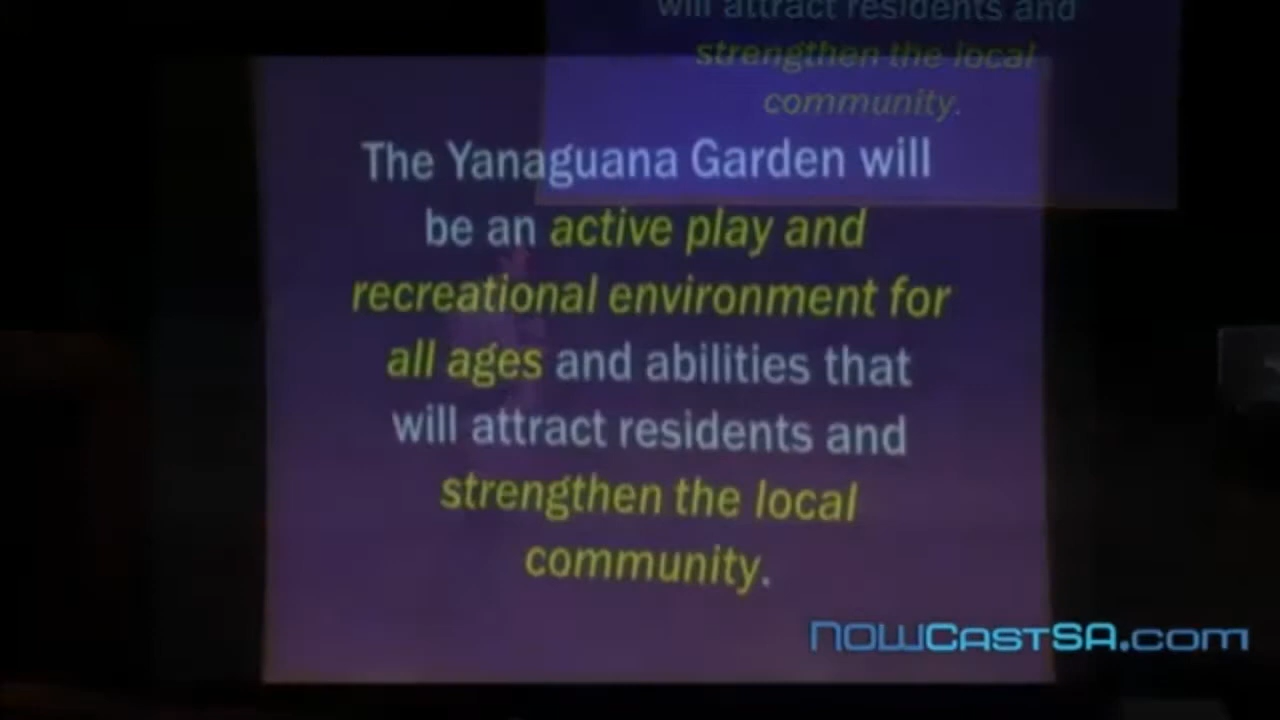 will attract residents and
strengthen the local
community.
The Yanaguana Garden will
be an active play and
recreational environment for
all ages and abilities that
will attract residents and
strengthen the local
community.
NOWCastSA.com